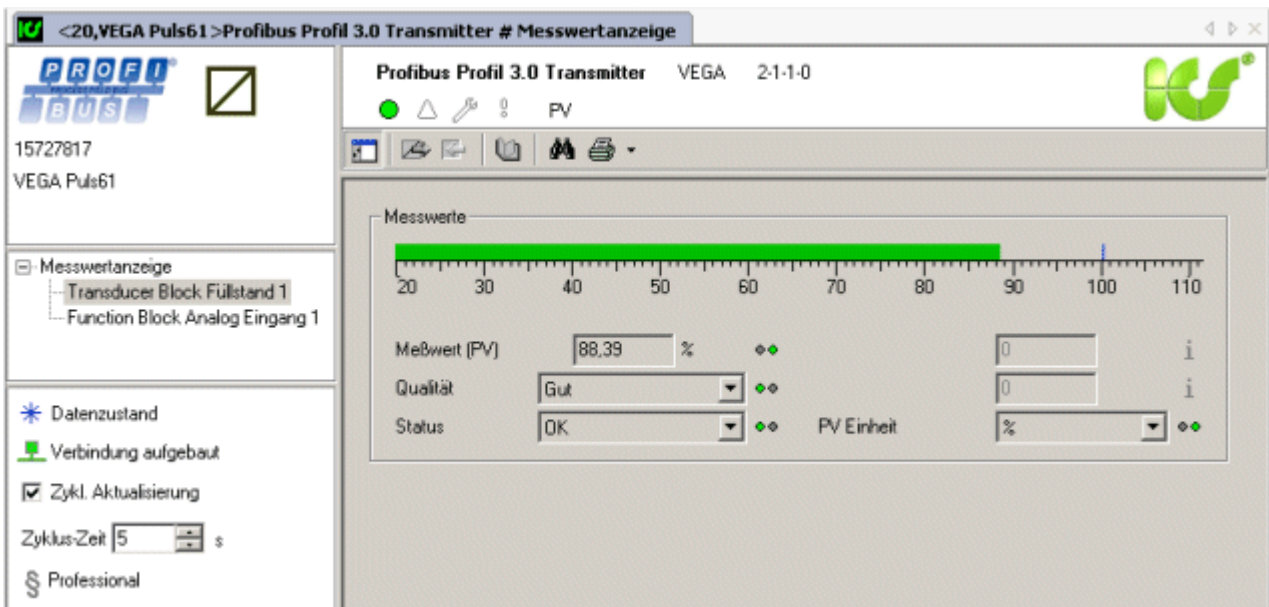 <20,VEGA Puls61>Profibus Profil 3.0 Transmitter # Messwertanzeige
PROFI
BUS
15727817
VEGA Puls61
Profibus Profil 3.0 Transmitter VEGA 2-1-1-0
PV
Messwertanzeige
Transducer Block Füllstand 1
Function Block Analog Eingang 1
Datenzustand
Verbindung aufgebaut
Zykl. Aktualisierung
Zyklus-Zeit 5 s
§ Professional
Messwerte
20 30 40 50 60 70 80 90 100 110
Meßwert (PV) 88,39 % 0 i
Qualität Gut 0 i
Status OK PV Einheit %